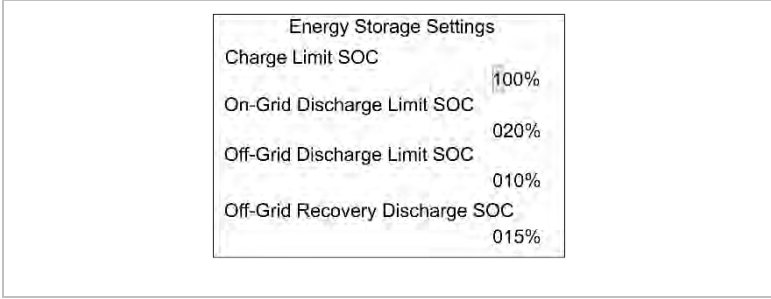 Energy Storage Settings
Charge Limit SOC
100%
On-Grid Discharge Limit SOC
020%
Off-Grid Discharge Limit SOC
010%
Off-Grid Recovery Discharge SOC
015%